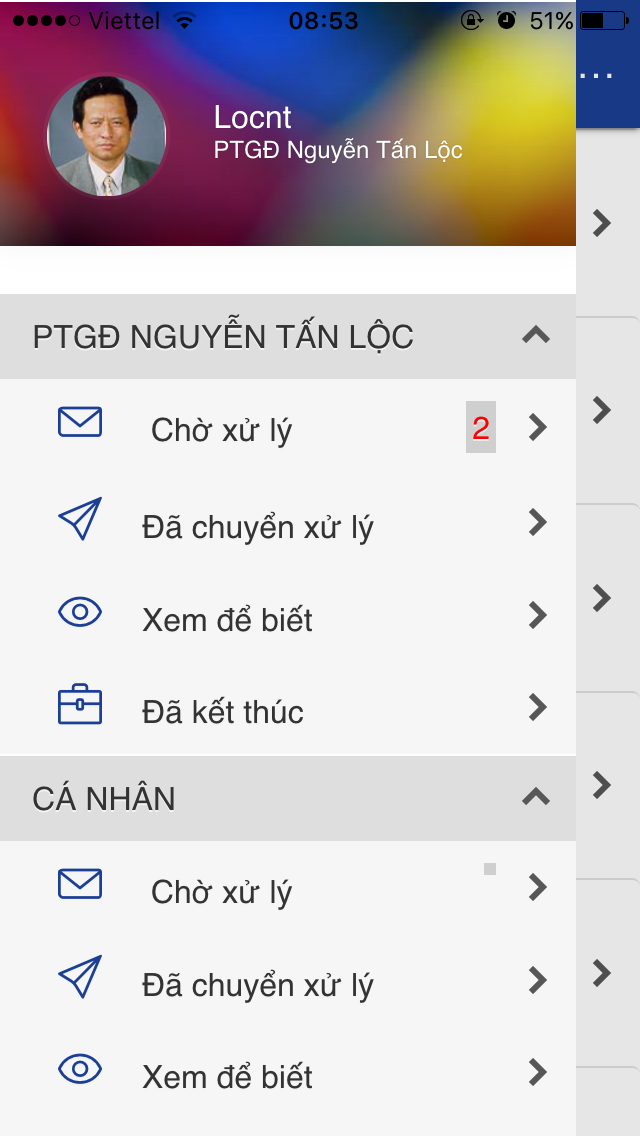 Viettel 08:53 51%
...
Locnt
PTGĐ Nguyễn Tấn Lộc
PTGĐ NGUYỄN TẤN LỘC
Chờ xử lý 2
Đã chuyển xử lý
Xem để biết
Đã kết thúc
CÁ NHÂN
Chờ xử lý
Đã chuyển xử lý
Xem để biết